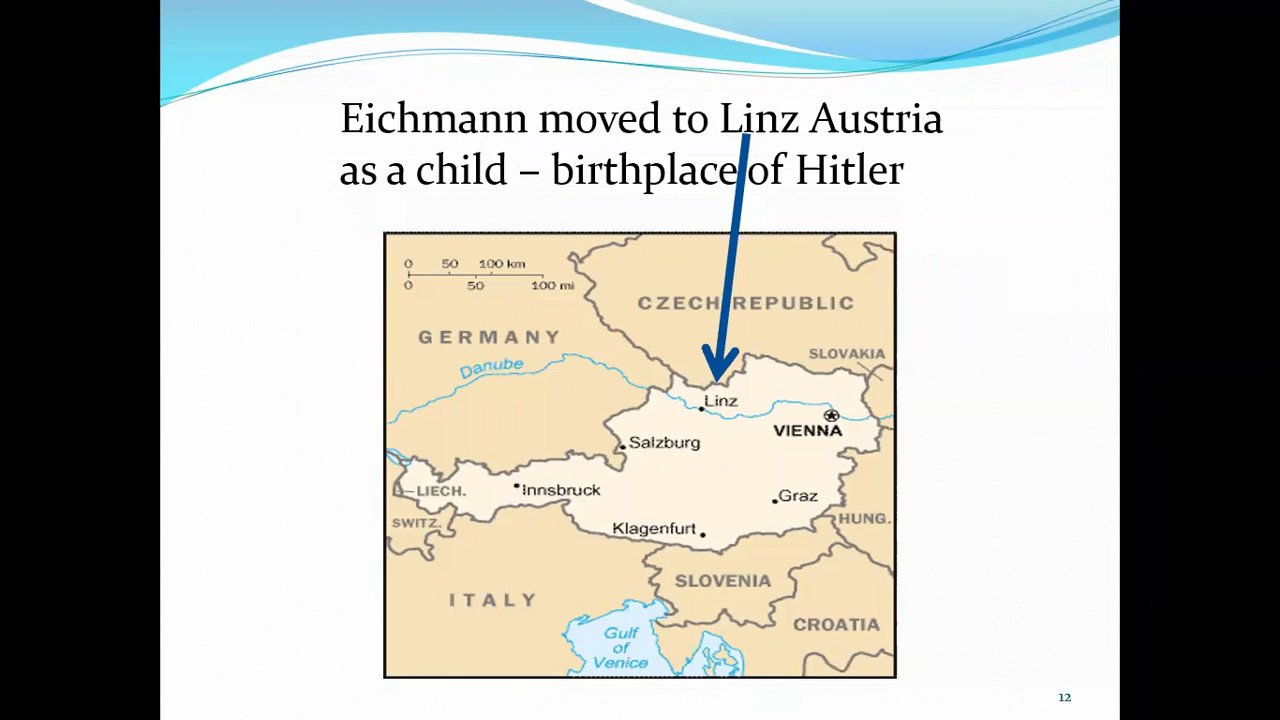 Eichmann moved to Linz Austria
as a child – birthplace of Hitler
0 50 100 km
0 50 100 mi
CZECH REPUBLIC
GERMANY
SLOVAKIA
Danube
Linz
VIENNA
Salzburg
LIECH.
Innsbruck
Graz
SWITZ.
HUNG.
Klagenfurt
SLOVENIA
ITALY
CROATIA
Gulf
of
Venice
12